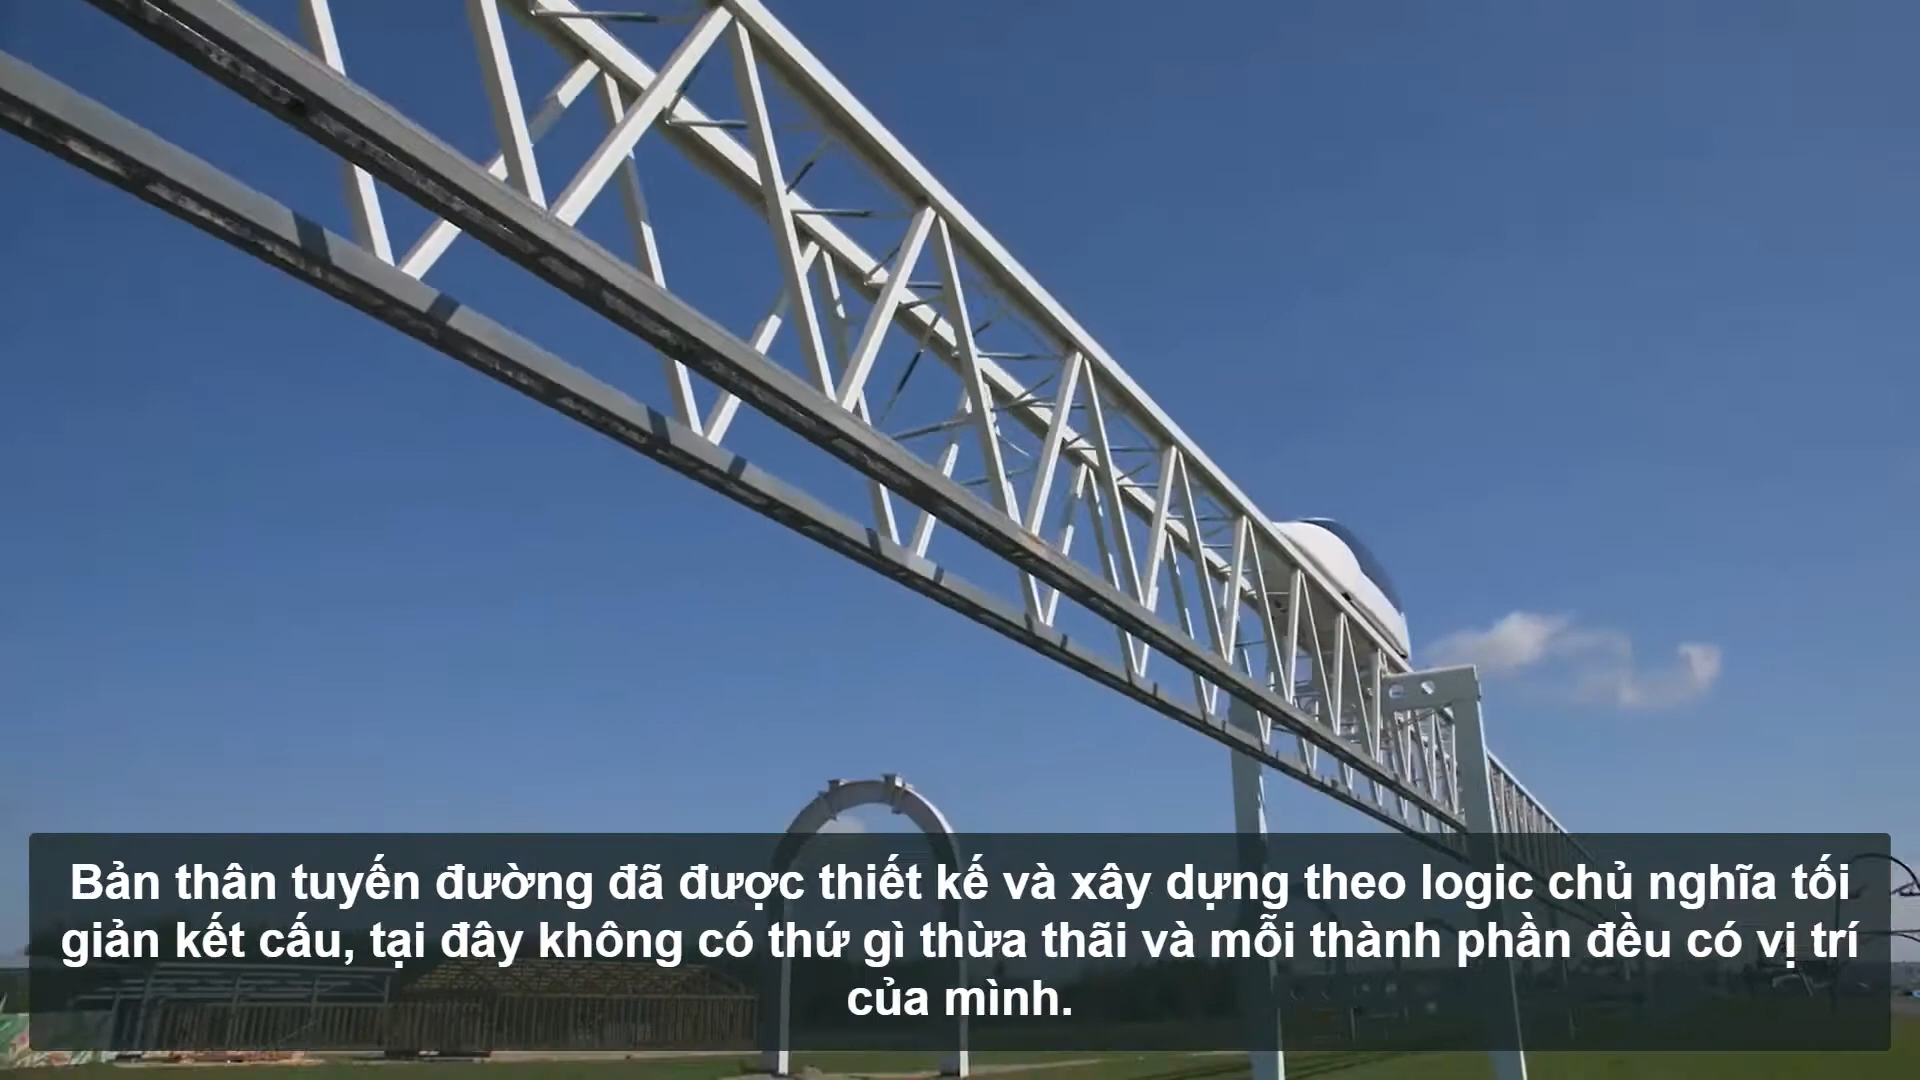 Bản thân tuyến đường đã được thiết kế và xây dựng theo logic chủ nghĩa tối
giản kết cấu, tại đây không có thứ gì thừa thãi và mỗi thành phần đều có vị trí
của mình.